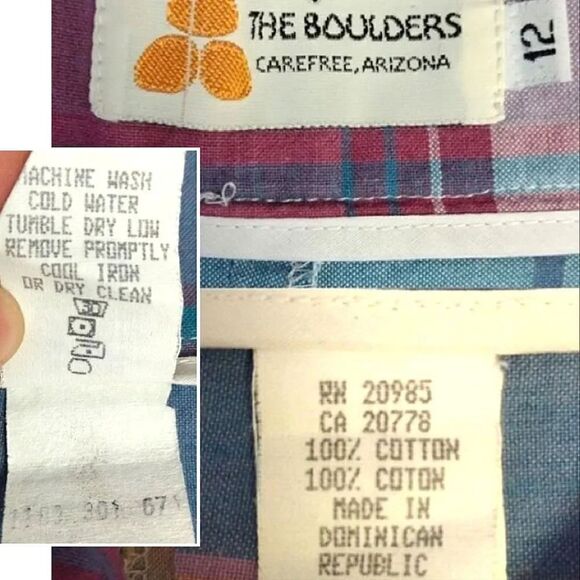 THE BOULDERS
CAREFREE, ARIZONA
12
MACHINE WASH
COLD WATER
TUMBLE DRY LOW
REMOVE PROMPTLY
COOL IRON
OR DRY CLEAN
30
RN 20985
CA 20778
100% COTTON
100% COTON
MADE IN
DOMINICAN
REPUBLIC